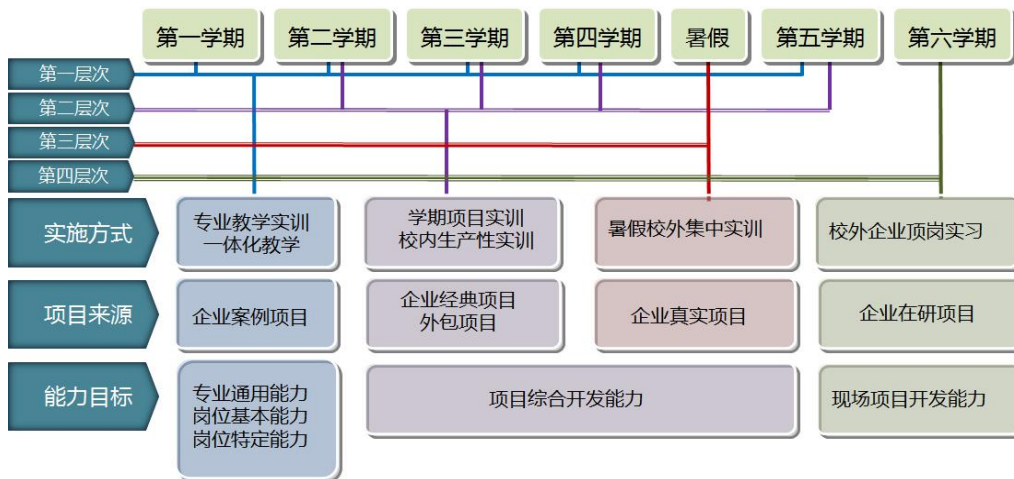 第一学期
第二学期
第三学期
第四学期
暑假
第五学期
第六学期
第一层次
第二层次
第三层次
第四层次
实施方式
专业教学实训
一体化教学
学期项目实训
校内生产性实训
暑假校外集中实训
校外企业顶岗实习
项目来源
企业案例项目
企业经典项目
外包项目
企业真实项目
企业在研项目
能力目标
专业通用能力
岗位基本能力
岗位特定能力
项目综合开发能力
现场项目开发能力